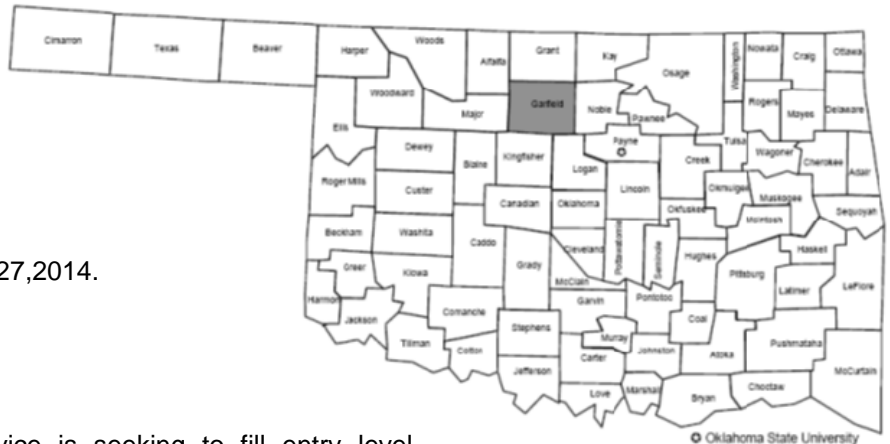 Cimarron Texas Beaver Harper Woods Alfalfa Grant Kay Osage Washington Nowata Craig Ottawa
Woodward Major Garfield Noble Pawnee Rogers Mayes Delaware
Ellis Dewey Blaine Kingfisher Logan Payne Creek Tulsa Wagoner Cherokee Adair
Roger Mills Custer Canadian Oklahoma Lincoln Okfuskee Okmulgee Muskogee McIntosh Sequoyah
Beckham Washita Caddo Grady Cleveland Pottawatomie Seminole Hughes Pittsburg Haskell
27,2014.
Greer Kiowa McClain Latimer LeFlore
Harmon Jackson Comanche Stephens Garvin Pontotoc Coal
Tillman Cotton Murray Carter Johnston Atoka Pushmataha
Jefferson Love Marshall Bryan Choctaw McCurtain
vice is seeking to fill entry level
Oklahoma State University